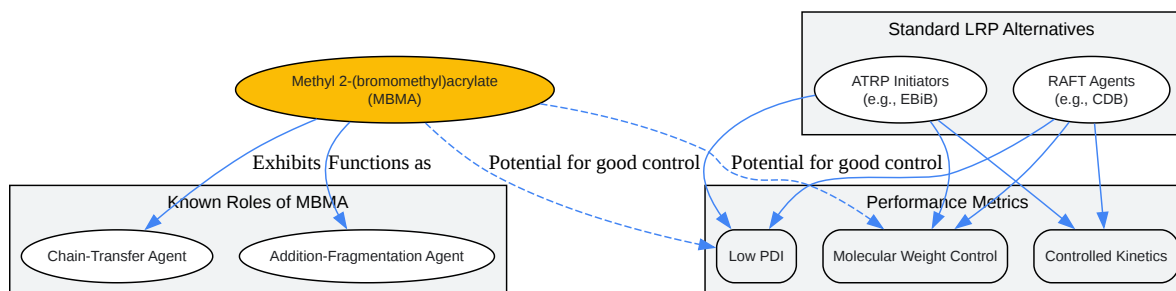 Standard LRP Alternatives
Methyl 2-(bromomethyl)acrylate
(MBMA)
ATRP Initiators
(e.g., EBiB)
RAFT Agents
(e.g., CDB)
Exhibits
Functions as
Potential for good control
Potential for good control
Known Roles of MBMA
Performance Metrics
Chain-Transfer Agent
Addition-Fragmentation Agent
Low PDI
Molecular Weight Control
Controlled Kinetics